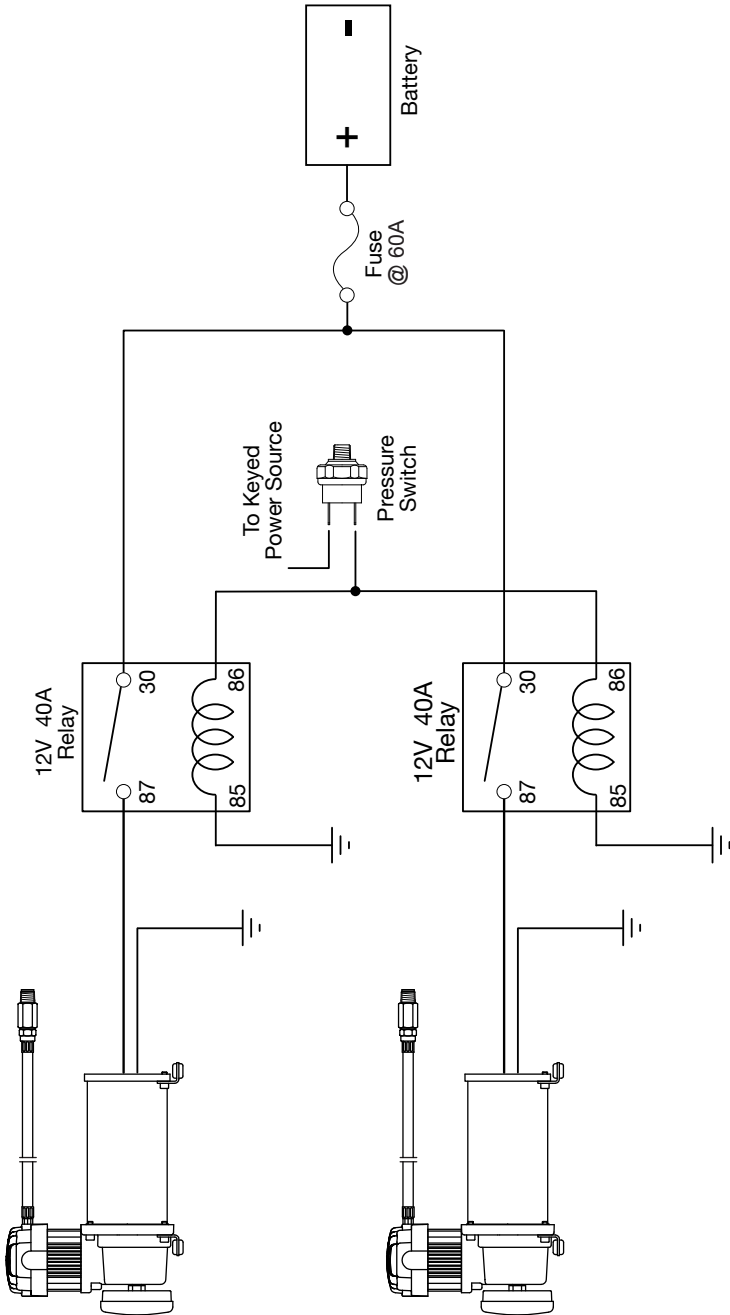 Battery
-
+
Fuse
@ 60A
To Keyed
Power Source
Pressure
Switch
12V 40A
Relay
30
86
87
85
12V 40A
Relay
30
86
87
85